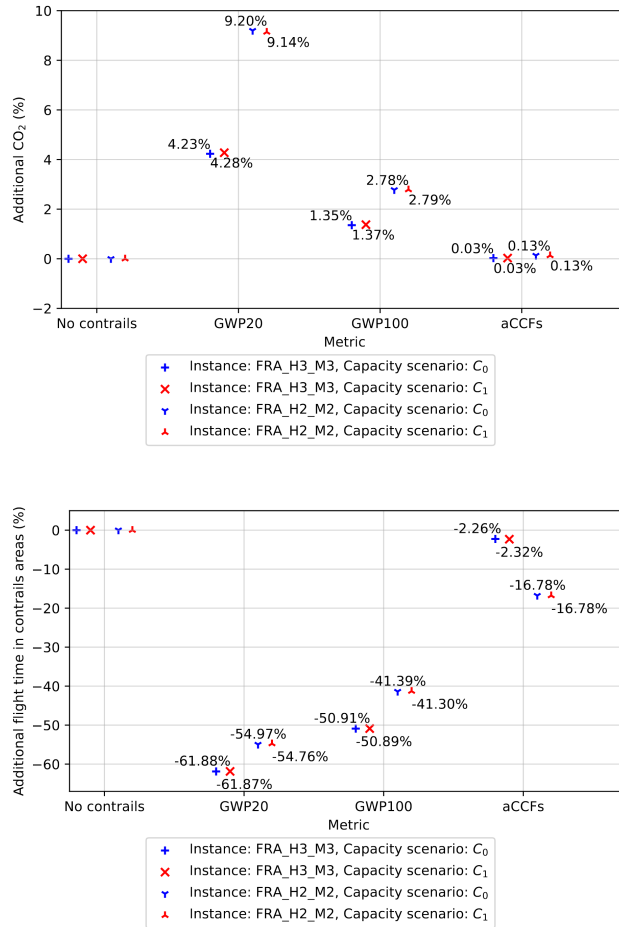 10
8
6
4
2
0
−2
Additional CO2 (%)
9.20%
9.14%
4.23%
4.28%
2.78%
2.79%
1.35%
1.37%
0.03%
0.13%
0.03%
0.13%
No contrails
GWP20
GWP100
aCCFs
Metric
Instance: FRA_H3_M3, Capacity scenario: C0
Instance: FRA_H3_M3, Capacity scenario: C1
Instance: FRA_H2_M2, Capacity scenario: C0
Instance: FRA_H2_M2, Capacity scenario: C1
0
−10
−20
−30
−40
−50
−60
Additional flight time in contrails areas (%)
-2.26%
-2.32%
-16.78%
-16.78%
-41.39%
-41.30%
-50.91%
-50.89%
-54.97%
-54.76%
-61.88%
-61.87%
No contrails
GWP20
GWP100
aCCFs
Metric
Instance: FRA_H3_M3, Capacity scenario: C0
Instance: FRA_H3_M3, Capacity scenario: C1
Instance: FRA_H2_M2, Capacity scenario: C0
Instance: FRA_H2_M2, Capacity scenario: C1